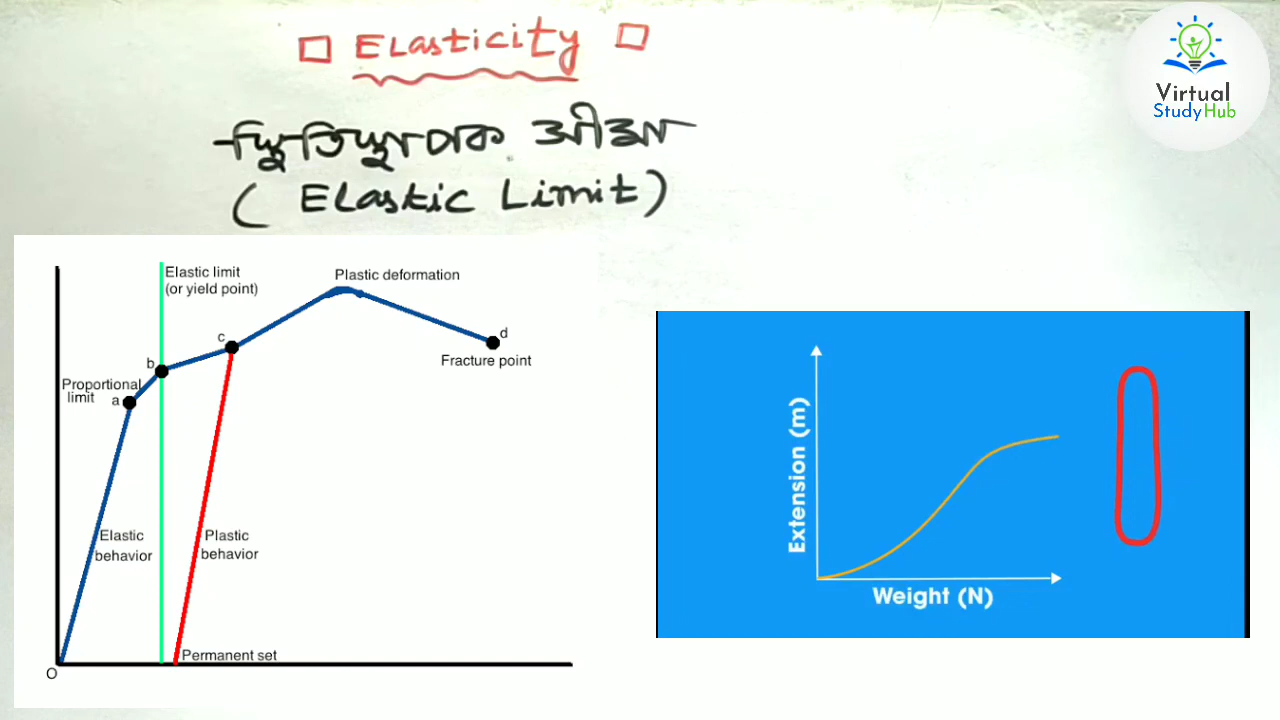 Elasticity
স্থিতিস্থাপক সীমা
(Elastic Limit)
Virtual
StudyHub
Elastic limit
(or yield point)
Plastic deformation
c
d
b
Fracture point
Proportional
limit
a
Elastic
behavior
Plastic
behavior
Permanent set
O
Extension (m)
Weight (N)